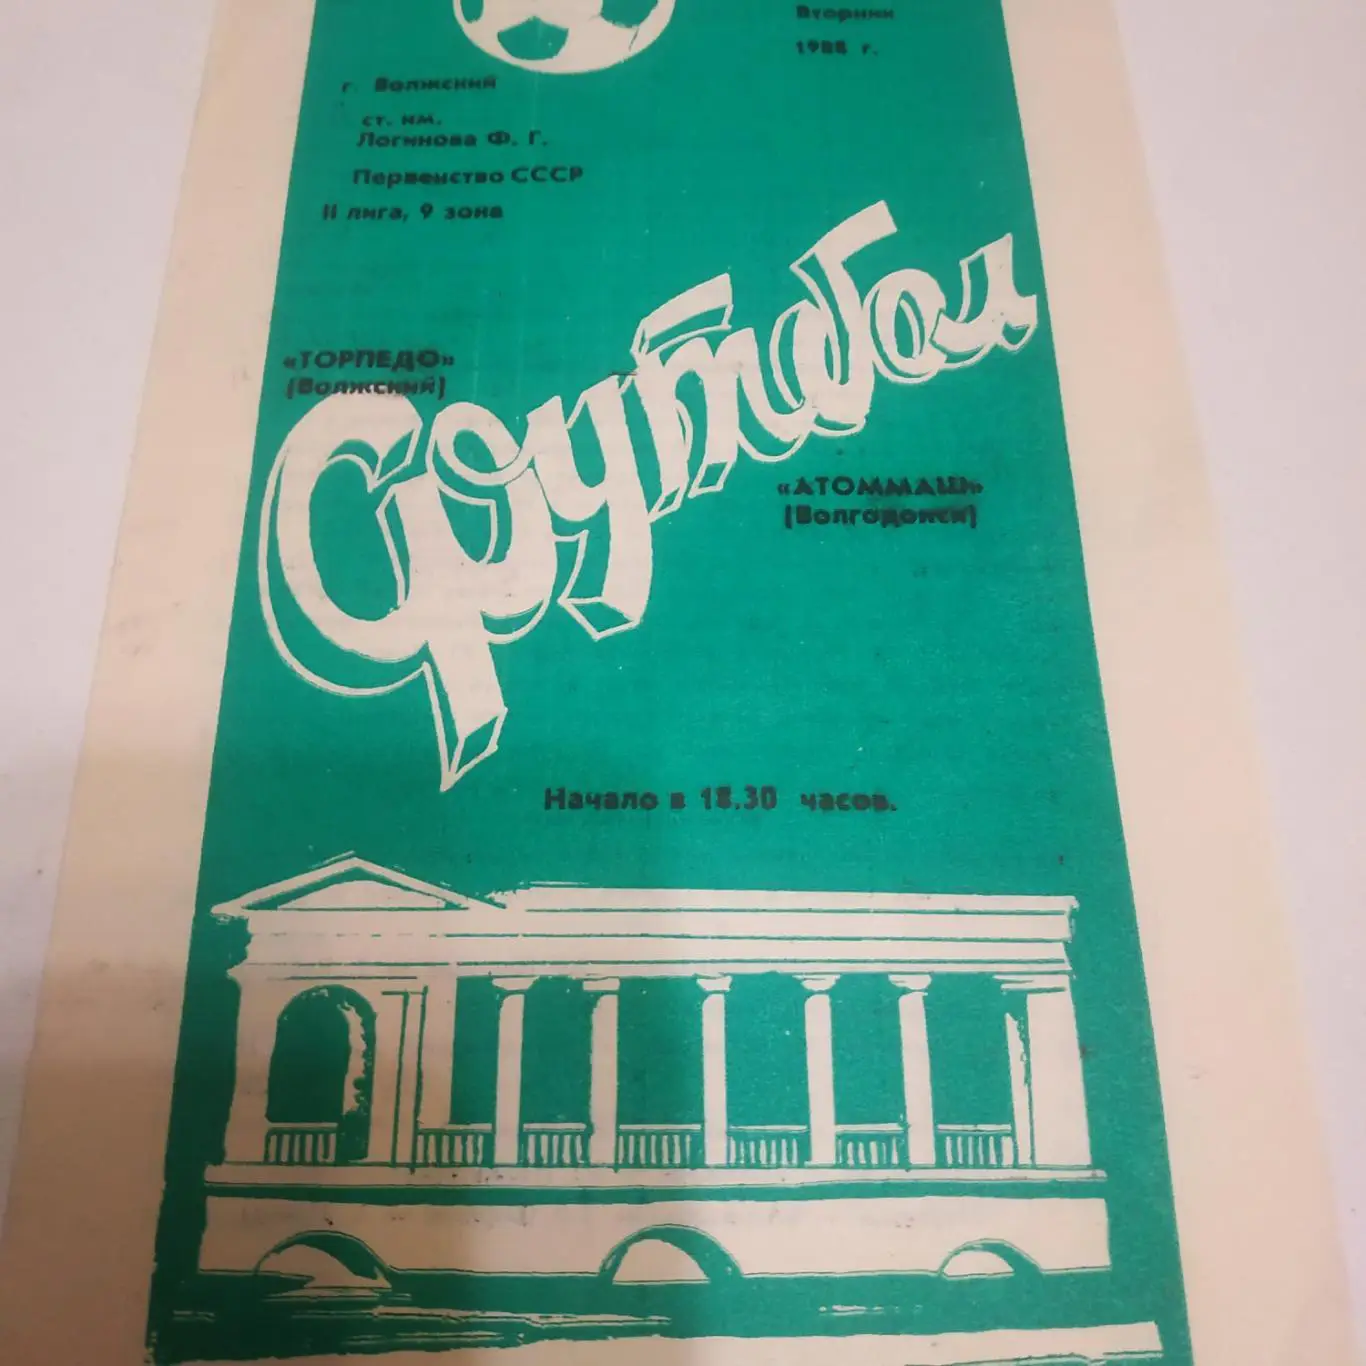 Вторник
1988 г.
г. Волжский
ст. им.
Логинова Ф. Г.
Первенство СССР
II лига, 9 зона
«ТОРПЕДО»
(Волжский)
Футбол
«АТОММАШ»
(Волгодонск)
Начало в 18.30 часов.